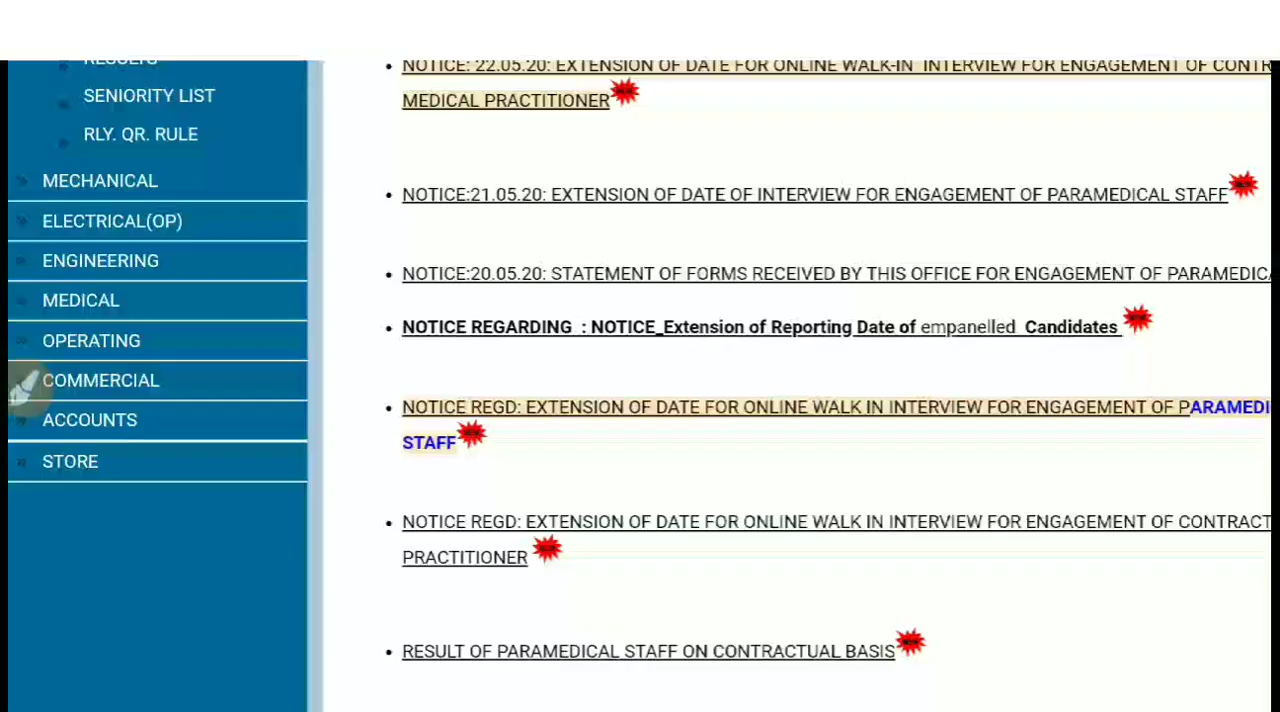 RESULTS
SENIORITY LIST
RLY. QR. RULE
MECHANICAL
ELECTRICAL(OP)
ENGINEERING
MEDICAL
OPERATING
COMMERCIAL
ACCOUNTS
STORE
NOTICE: 22.05.20: EXTENSION OF DATE FOR ONLINE WALK-IN INTERVIEW FOR ENGAGEMENT OF CONTR
MEDICAL PRACTITIONER
NOTICE:21.05.20: EXTENSION OF DATE OF INTERVIEW FOR ENGAGEMENT OF PARAMEDICAL STAFF
NOTICE:20.05.20: STATEMENT OF FORMS RECEIVED BY THIS OFFICE FOR ENGAGEMENT OF PARAMEDICA
NOTICE REGARDING : NOTICE_Extension of Reporting Date of empanelled Candidates
NOTICE REGD: EXTENSION OF DATE FOR ONLINE WALK IN INTERVIEW FOR ENGAGEMENT OF PARAMEDI
STAFF
NOTICE REGD: EXTENSION OF DATE FOR ONLINE WALK IN INTERVIEW FOR ENGAGEMENT OF CONTRACT
PRACTITIONER
RESULT OF PARAMEDICAL STAFF ON CONTRACTUAL BASIS